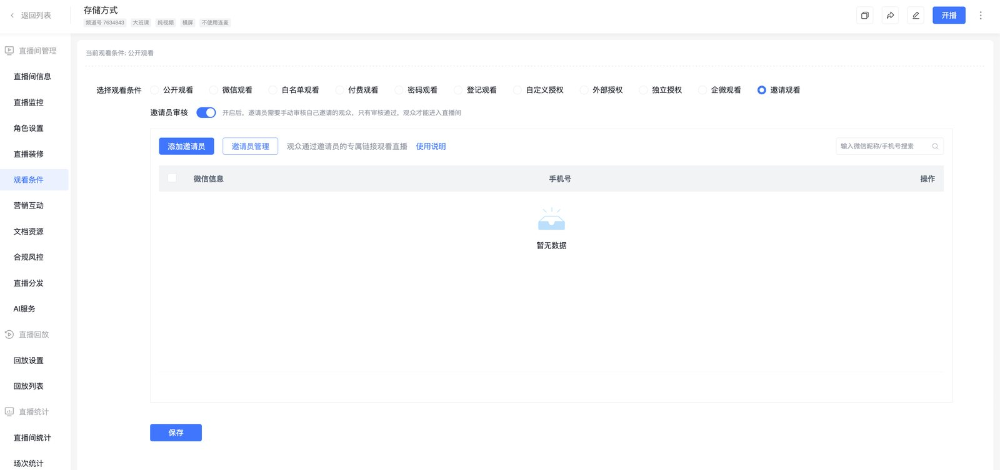 返回列表
存储方式
频道号 7634843 大班课 纯视频 横屏 不使用连麦
开播
直播间管理
直播间信息
直播监控
角色设置
直播装修
观看条件
营销互动
文档资源
合规风控
直播分发
AI服务
直播回放
回放设置
回放列表
直播统计
直播间统计
场次统计
当前观看条件: 公开观看
选择观看条件 公开观看 微信观看 白名单观看 付费观看 密码观看 登记观看 自定义授权 外部授权 独立授权 企微观看 邀请观看
邀请员审核 开启后，邀请员需要手动审核自己邀请的观众，只有审核通过，观众才能进入直播间
添加邀请员 邀请员管理 观众通过邀请员的专属链接观看直播 使用说明 输入微信昵称/手机号搜索
微信信息 手机号 操作
暂无数据
保存